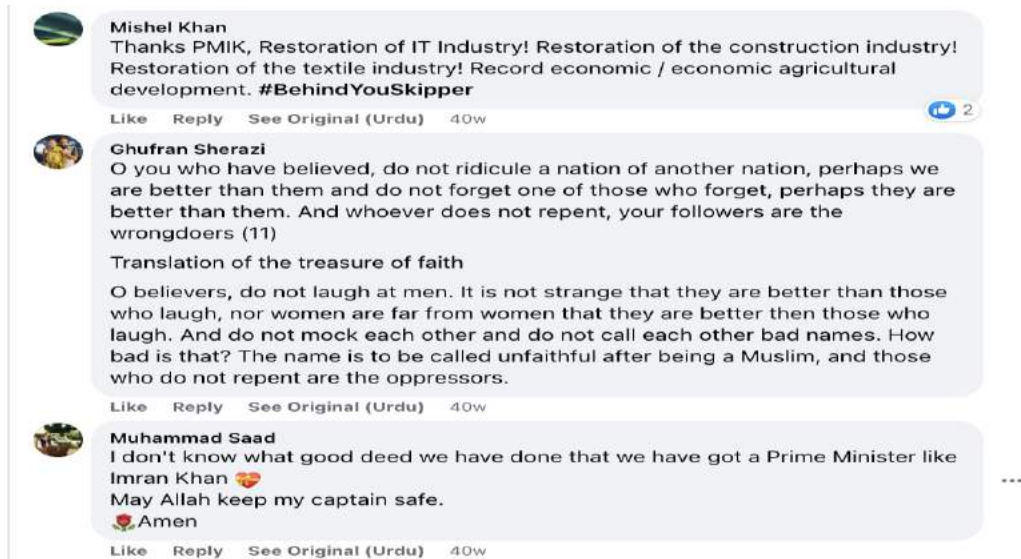 Mishel Khan
Thanks PMIK, Restoration of IT Industry! Restoration of the construction industry!
Restoration of the textile industry! Record economic / economic agricultural
development. #BehindYouSkipper
2
Like Reply See Original (Urdu) 40w
Ghufran Sherazi
O you who have believed, do not ridicule a nation of another nation, perhaps we
are better than them and do not forget one of those who forget, perhaps they are
better than them. And whoever does not repent, your followers are the
wrongdoers (11)
Translation of the treasure of faith
O believers, do not laugh at men. It is not strange that they are better than those
who laugh, nor women are far from women that they are better then those who
laugh. And do not mock each other and do not call each other bad names. How
bad is that? The name is to be called unfaithful after being a Muslim, and those
who do not repent are the oppressors.
Like Reply See Original (Urdu) 40w
Muhammad Saad
I don't know what good deed we have done that we have got a Prime Minister like
Imran Khan 💝
May Allah keep my captain safe.
🌹Amen
Like Reply See Original (Urdu) 40w